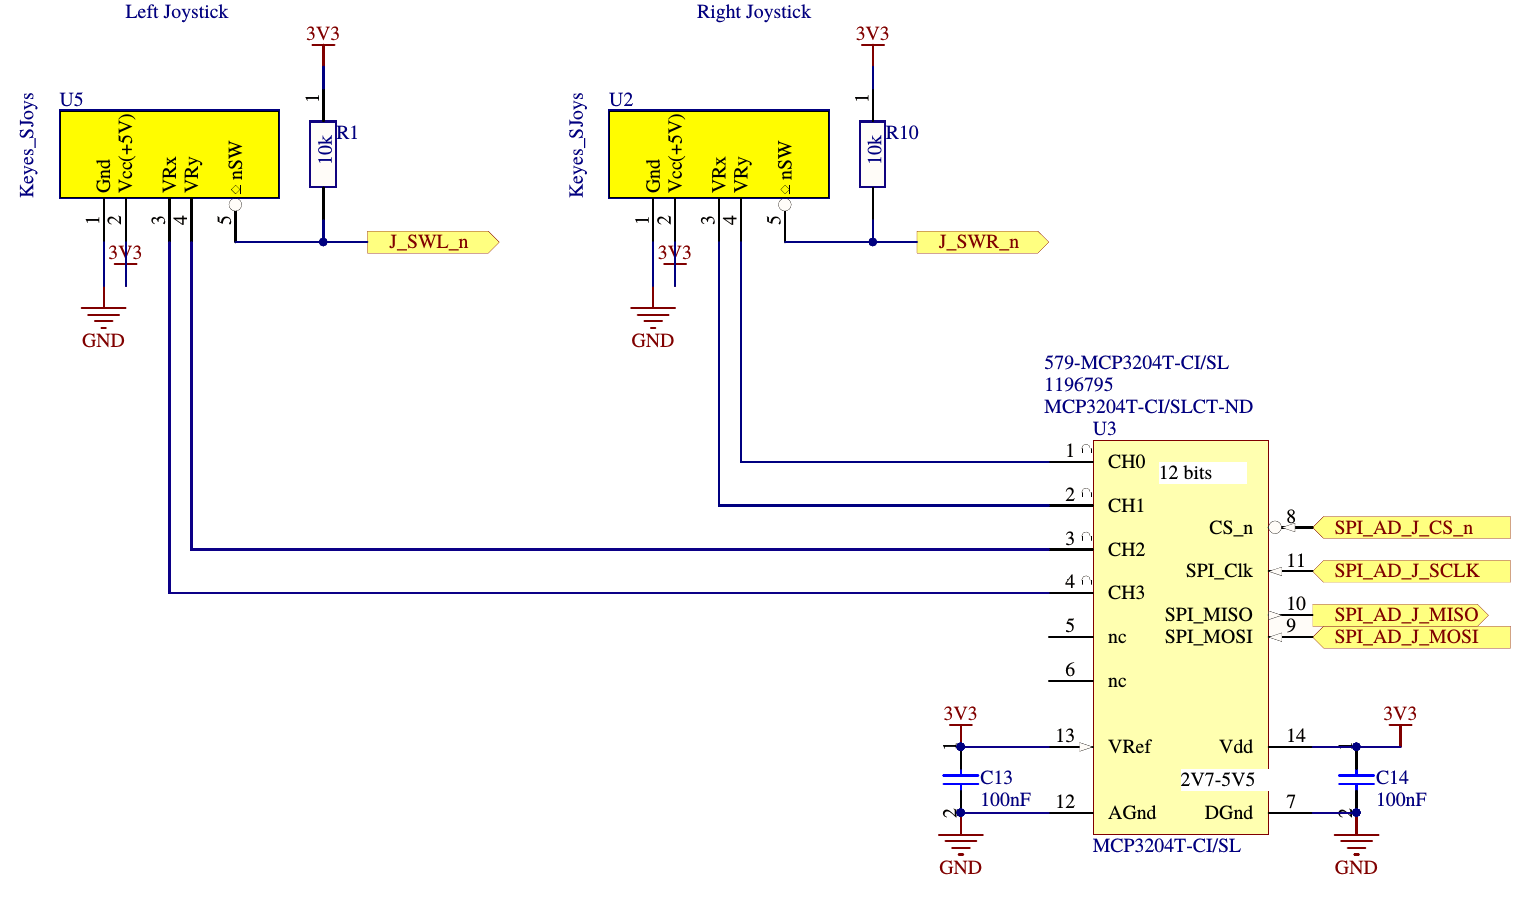 Left Joystick
Right Joystick
3V3
3V3
Keyes_SJoys
U5
Gnd
Vcc(+5V)
VRx
VRy
nSW
1
2
3
4
5
1
10k
R1
J_SWL_n
3V3
GND
Keyes_SJoys
U2
Gnd
Vcc(+5V)
VRx
VRy
nSW
1
2
3
4
5
1
10k
R10
J_SWR_n
3V3
GND
579-MCP3204T-CI/SL
1196795
MCP3204T-CI/SLCT-ND
U3
1 CH0 12 bits
2 CH1
CS_n 8 SPI_AD_J_CS_n
3 CH2
SPI_Clk 11 SPI_AD_J_SCLK
4 CH3
SPI_MISO 10 SPI_AD_J_MISO
5 nc SPI_MOSI 9 SPI_AD_J_MOSI
6 nc
3V3
3V3
1 13 VRef Vdd 14 1
C13 2V7-5V5 C14
100nF 100nF
2 12 AGnd DGnd 7 2
MCP3204T-CI/SL
GND
GND